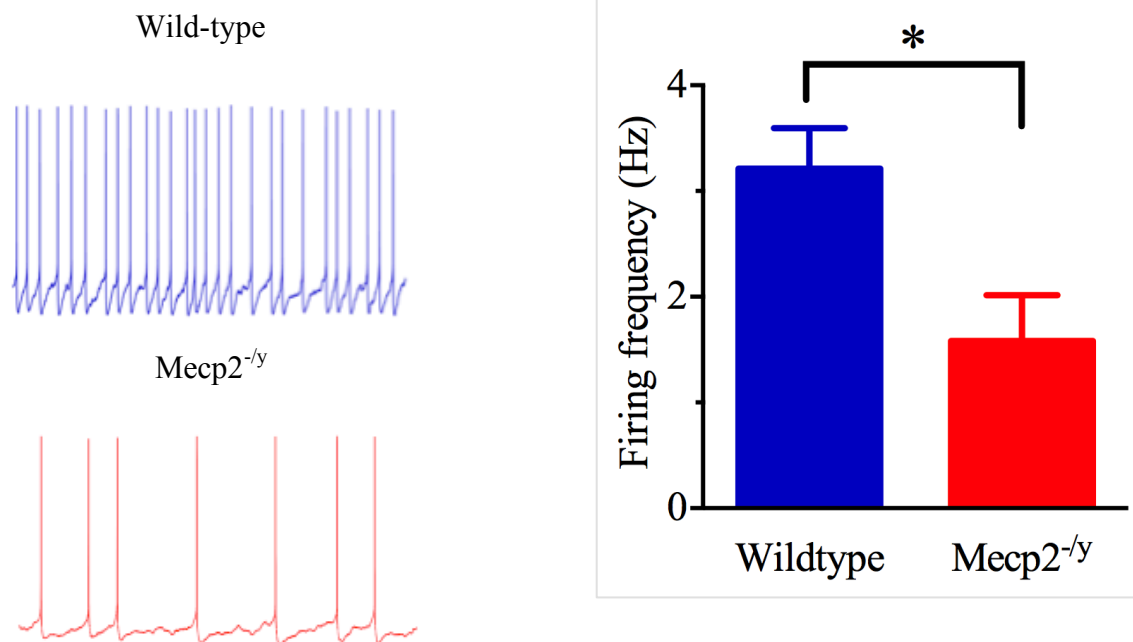 Wild-type
Mecp2-/y
*
Firing frequency (Hz)
4
2
0
Wildtype
Mecp2-/y